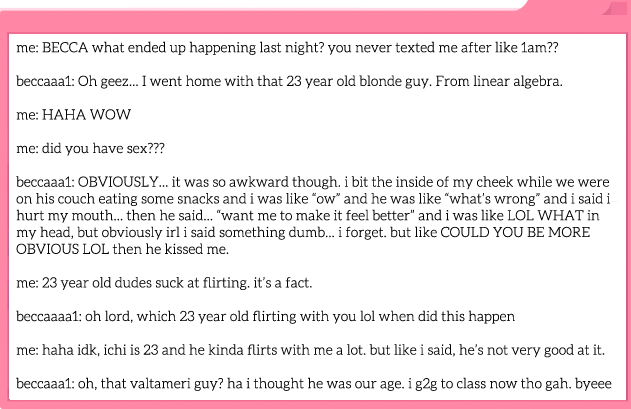 me: BECCA what ended up happening last night? you never texted me after like 1am??
beccaaa1: Oh geez... I went home with that 23 year old blonde guy. From linear algebra.
me: HAHA WOW
me: did you have sex???
beccaaa1: OBVIOUSLY... it was so awkward though. i bit the inside of my cheek while we were
on his couch eating some snacks and i was like “ow” and he was like “what’s wrong” and i said i
hurt my mouth... then he said... “want me to make it feel better” and i was like LOL WHAT in
my head, but obviously irl i said something dumb... i forget. but like COULD YOU BE MORE
OBVIOUS LOL then he kissed me.
me: 23 year old dudes suck at flirting. it’s a fact.
beccaaaa1: oh lord, which 23 year old flirting with you lol when did this happen
me: haha idk, ichi is 23 and he kinda flirts with me a lot. but like i said, he’s not very good at it.
beccaaa1: oh, that valtameri guy? ha i thought he was our age. i g2g to class now tho gah. byeee